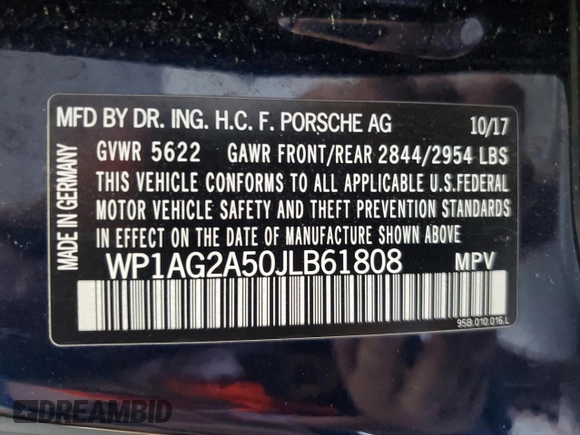 MFD BY DR. ING. H.C. F. PORSCHE AG 10/17
GVWR 5622 GAWR FRONT/REAR 2844/2954 LBS
THIS VEHICLE CONFORMS TO ALL APPLICABLE U.S.FEDERAL
MOTOR VEHICLE SAFETY AND THEFT PREVENTION STANDARDS
IN EFFECT ON THE DATE OF MANUFACTURE SHOWN ABOVE
WP1AG2A50JLB61808 MPV
95B.010.016.L
MADE IN GERMANY
DREAMBID